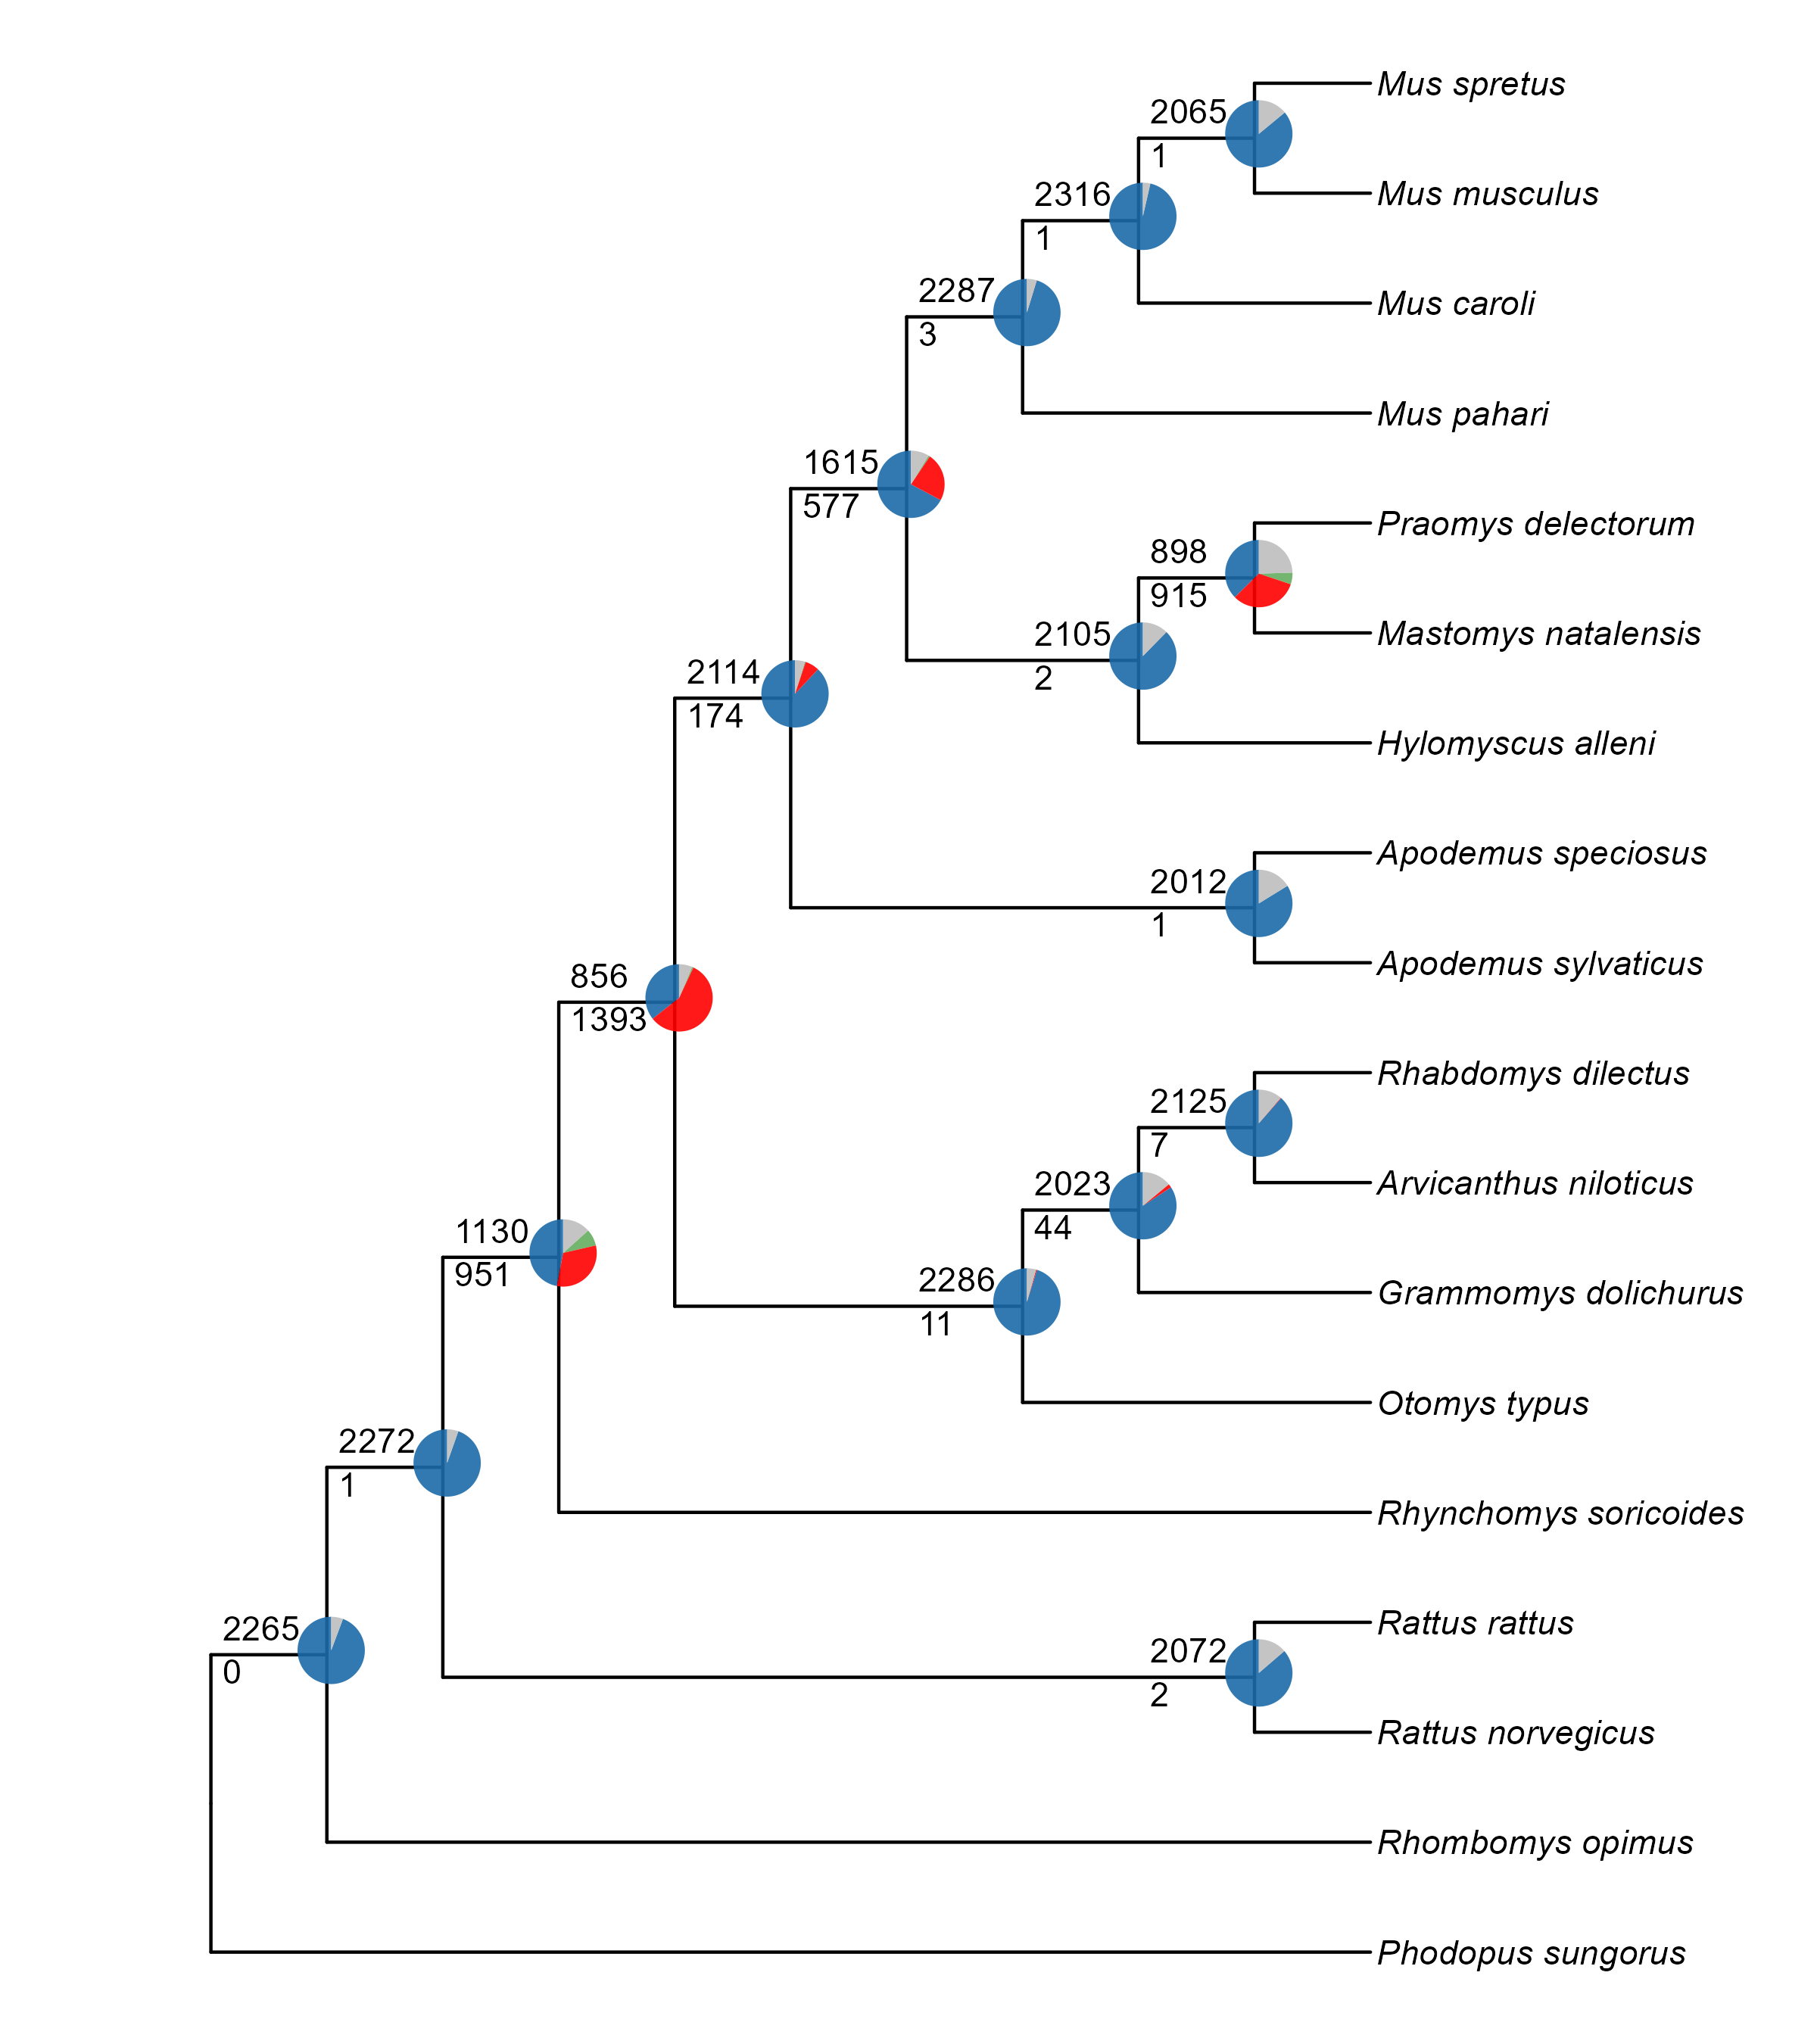 Mus spretus
2065
1
Mus musculus
2316
1
Mus caroli
2287
3
Mus pahari
1615
577
Praomys delectorum
898
915
Mastomys natalensis
2105
2
2114
174
Hylomyscus alleni
Apodemus speciosus
2012
1
Apodemus sylvaticus
856
1393
Rhabdomys dilectus
2125
7
Arvicanthus niloticus
2023
44
1130
951
2286
11
Grammomys dolichurus
Otomys typus
2272
1
Rhynchomys soricoides
Rattus rattus
2265
0
2072
2
Rattus norvegicus
Rhombomys opimus
Phodopus sungorus